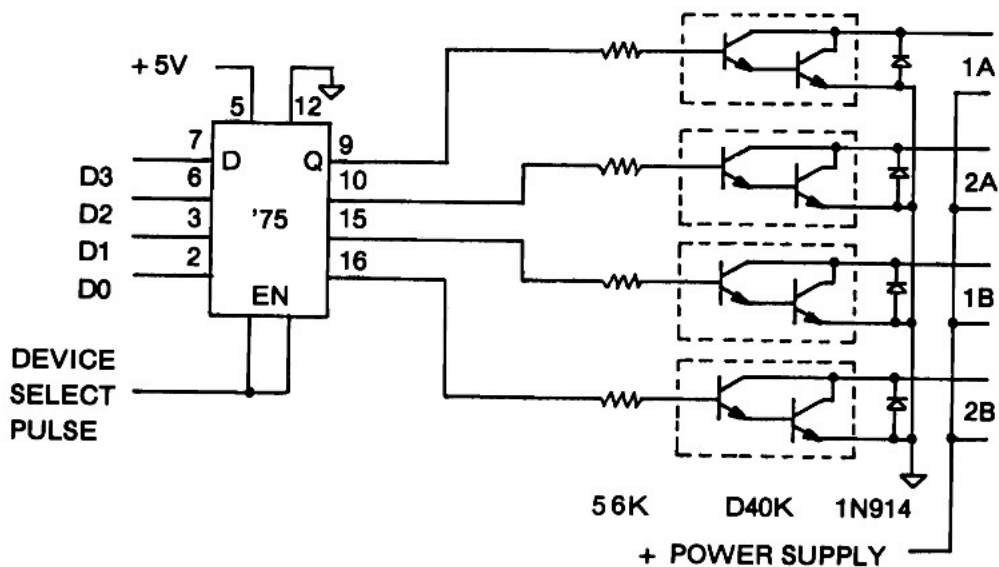 +5V
5
12
7
D
Q
9
D3
6
10
D2
3
'75
15
D1
2
16
D0
EN
DEVICE
SELECT
PULSE
1A
2A
1B
2B
56K
D40K
1N914
+ POWER SUPPLY